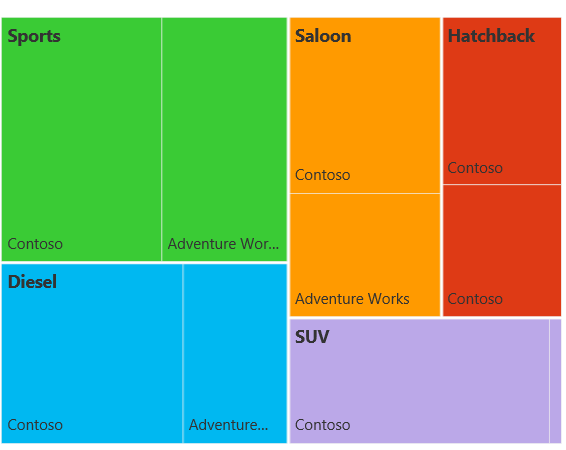 Sports
Contoso
Adventure Wor...
Saloon
Contoso
Adventure Works
Hatchback
Contoso
Contoso
Diesel
Contoso
Adventure...
SUV
Contoso